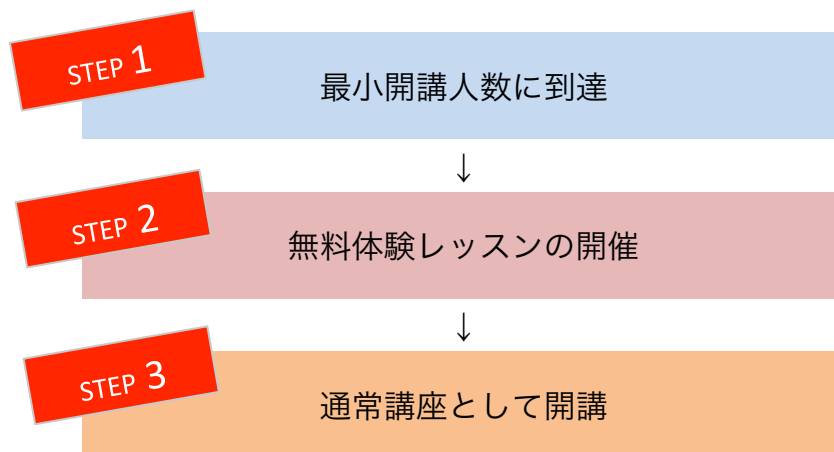 STEP 1
最小開講人数に到達
↓
STEP 2
無料体験レッスンの開催
↓
STEP 3
通常講座として開講